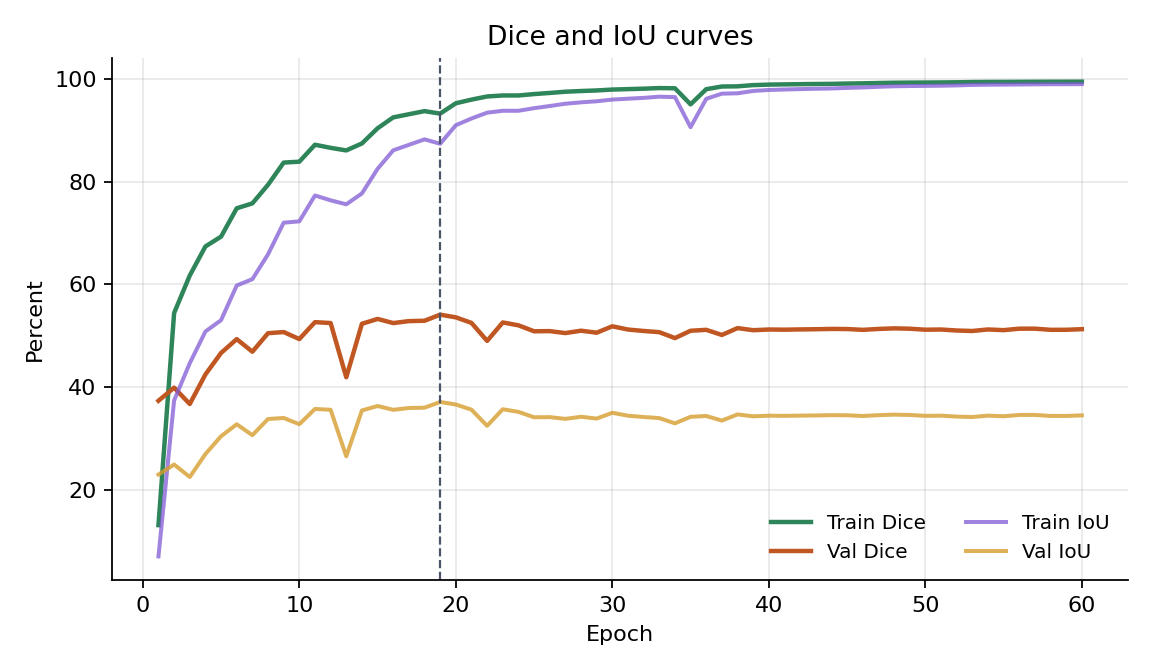 Dice and IoU curves
Percent
100
80
60
40
20
0 10 20 30 40 50 60
Epoch
Train Dice Train IoU
Val Dice Val IoU